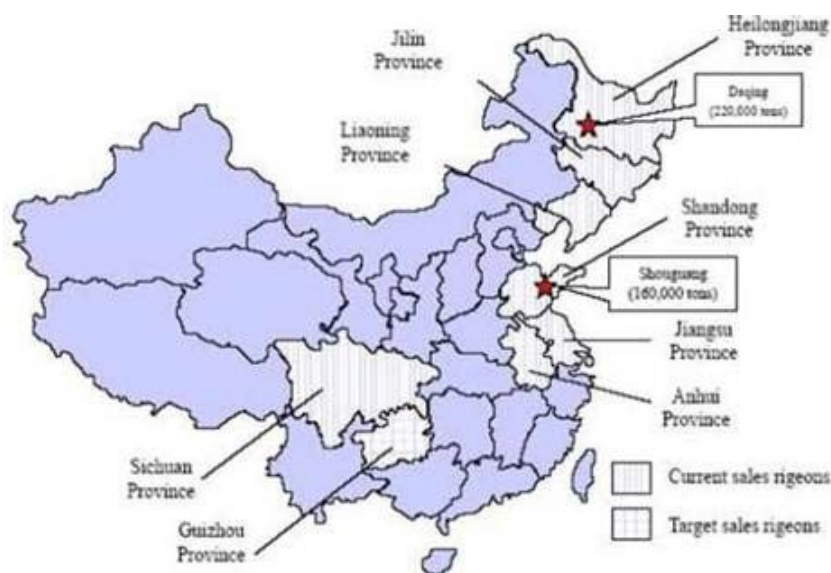 Heilongjiang
Province
Jilin
Province
Daqing
(220,000 tons)
Liaoning
Province
Shandong
Province
Shouguang
(160,000 tons)
Jiangsu
Province
Anhui
Province
Sichuan
Province
Guizhou
Province
Current sales rigeons
Target sales rigeons